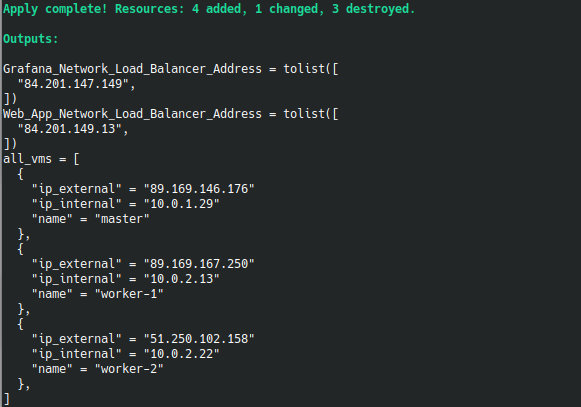 Apply complete! Resources: 4 added, 1 changed, 3 destroyed.
Outputs:
Grafana_Network_Load_Balancer_Address = tolist([
  "84.201.147.149",
])
Web_App_Network_Load_Balancer_Address = tolist([
  "84.201.149.13",
])
all_vms = [
  {
    "ip_external" = "89.169.146.176"
    "ip_internal" = "10.0.1.29"
    "name" = "master"
  },
  {
    "ip_external" = "89.169.167.250"
    "ip_internal" = "10.0.2.13"
    "name" = "worker-1"
  },
  {
    "ip_external" = "51.250.102.158"
    "ip_internal" = "10.0.2.22"
    "name" = "worker-2"
  },
]